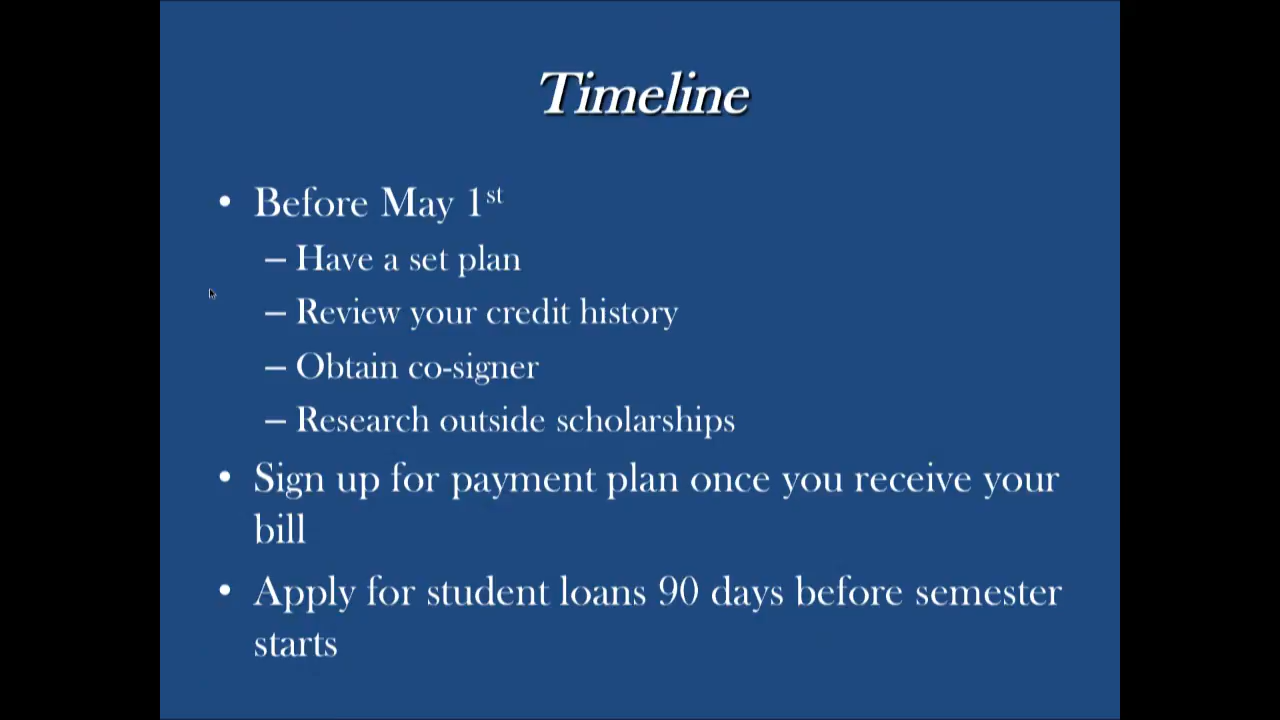 Timeline
• Before May 1st
– Have a set plan
– Review your credit history
– Obtain co-signer
– Research outside scholarships
• Sign up for payment plan once you receive your
bill
• Apply for student loans 90 days before semester
starts